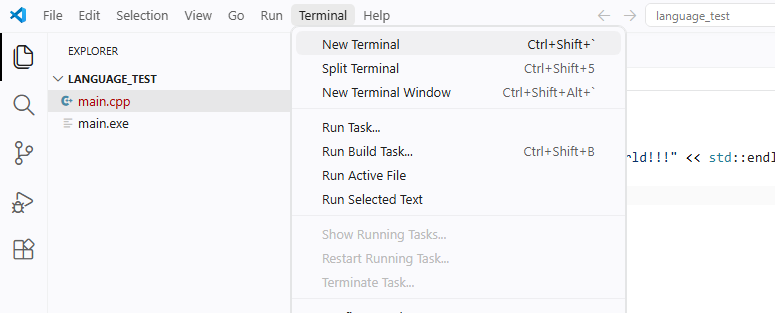 File Edit Selection View Go Run Terminal Help language_test
EXPLORER
LANGUAGE_TEST
main.cpp
main.exe
New Terminal Ctrl+Shift+`
Split Terminal Ctrl+Shift+5
New Terminal Window Ctrl+Shift+Alt+`
Run Task...
Run Build Task... Ctrl+Shift+B
Run Active File
Run Selected Text
Show Running Tasks...
Restart Running Task...
Terminate Task...
rld!!!" << std::endl